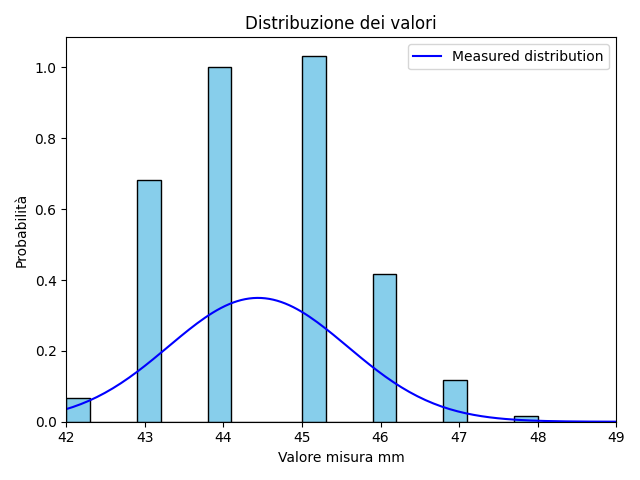 Distribuzione dei valori
Measured distribution
Probabilità
1.0
0.8
0.6
0.4
0.2
0.0
42 43 44 45 46 47 48 49
Valore misura mm